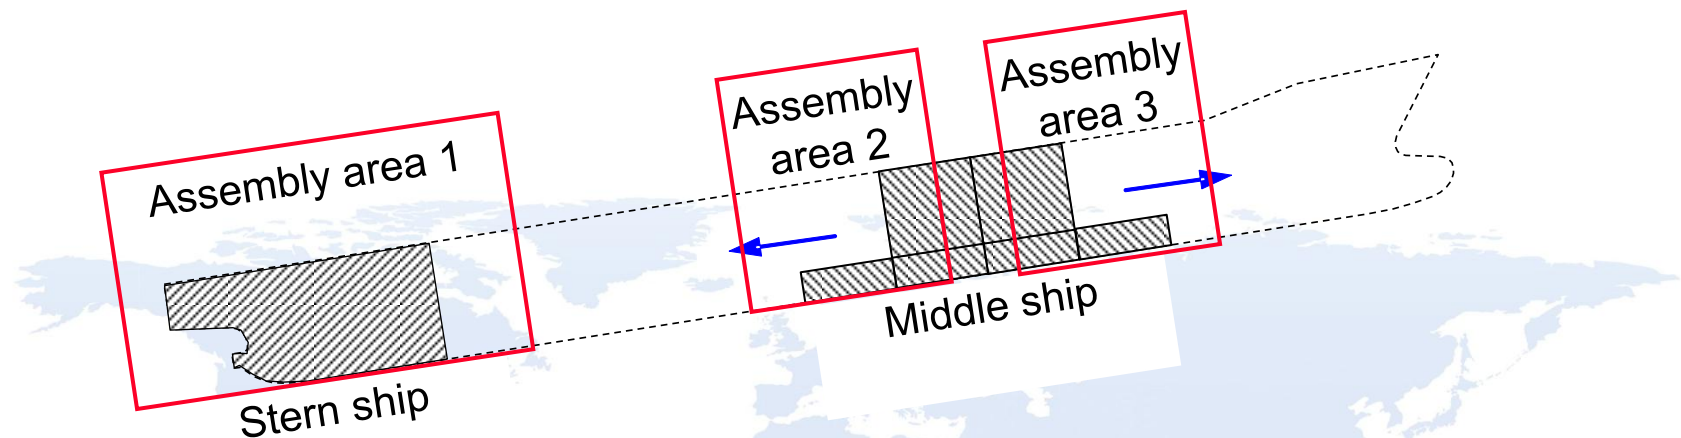 Assembly area 1
Assembly
area 2
Assembly
area 3
Stern ship
Middle ship